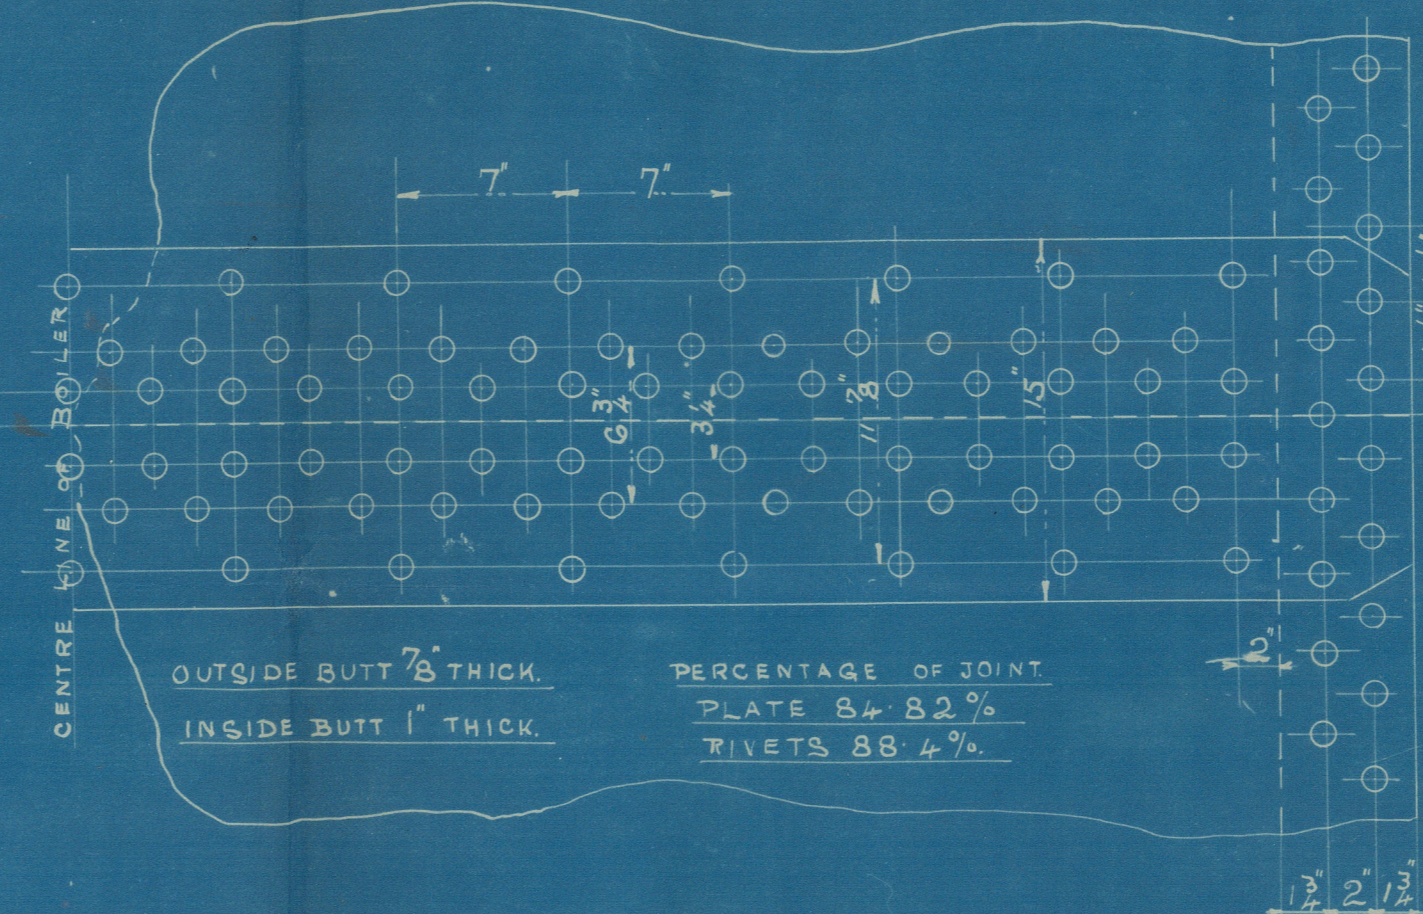 7" 7"
CENTRE LINE OF BOILER
6 3/4"
3 1/4"
11 7/8"
15"
2"
OUTSIDE BUTT 7/8" THICK.
INSIDE BUTT 1" THICK.
PERCENTAGE OF JOINT.
PLATE 84.82%
RIVETS 88.4%.
1 3/4" 2" 1 3/4"